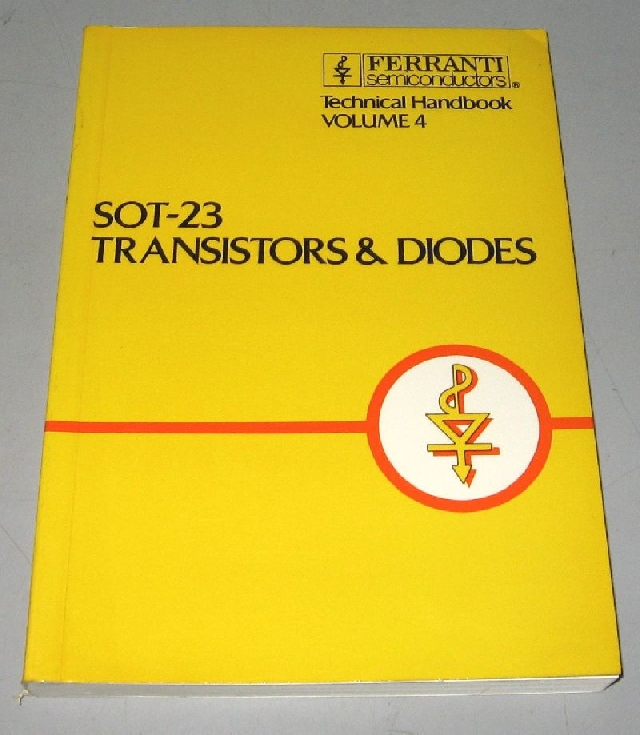 FERRANTI
semiconductors®
Technical Handbook
VOLUME 4
SOT-23
TRANSISTORS & DIODES